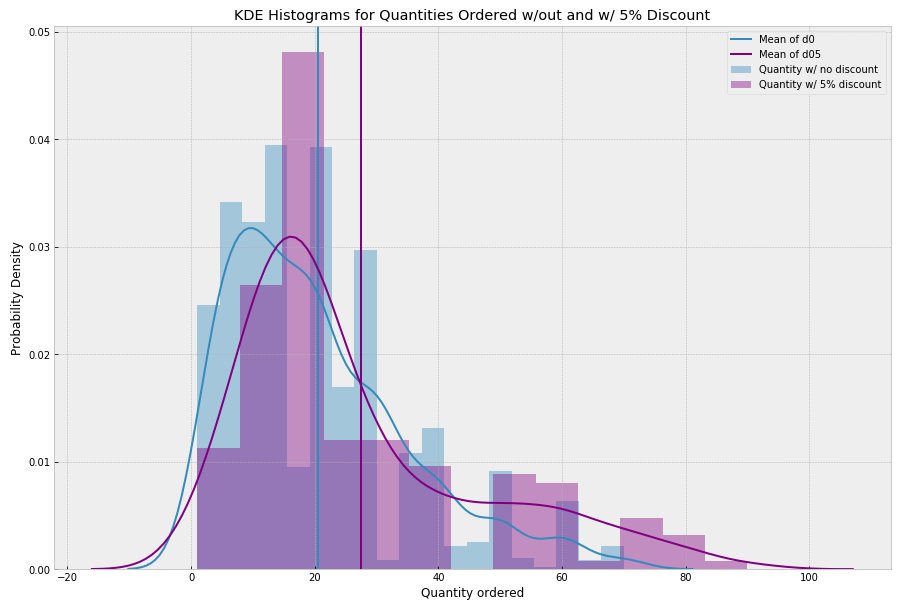 KDE Histograms for Quantities Ordered w/out and w/ 5% Discount
Mean of d0
Mean of d05
Quantity w/ no discount
Quantity w/ 5% discount
Probability Density
0.05
0.04
0.03
0.02
0.01
0.00
−20 0 20 40 60 80 100
Quantity ordered